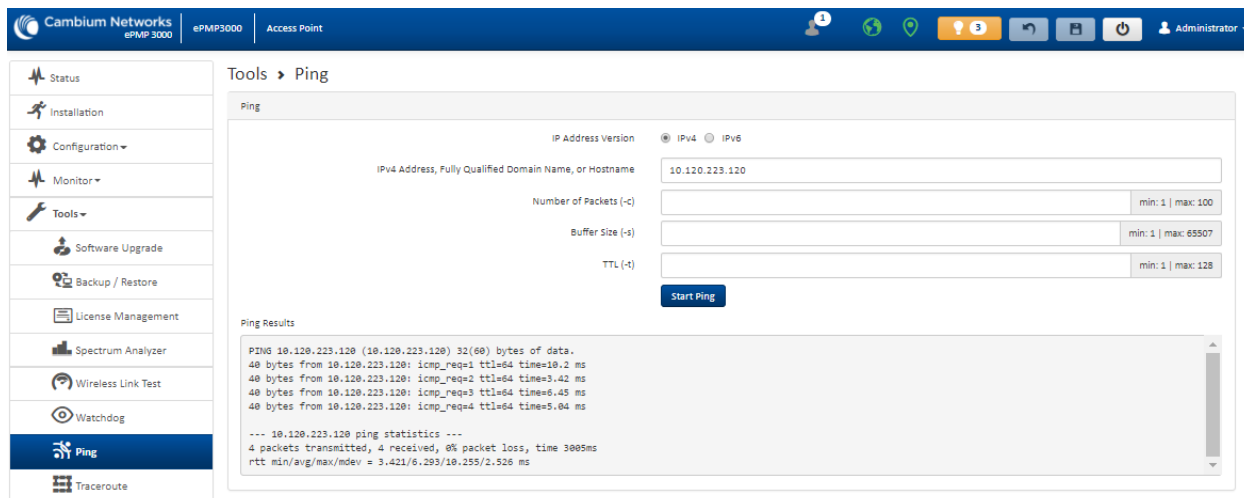 Cambium Networks
ePMP 3000
ePMP3000
Access Point
1
3
Administrator
Status
Installation
Configuration
Monitor
Tools
Software Upgrade
Backup / Restore
License Management
Spectrum Analyzer
Wireless Link Test
Watchdog
Ping
Traceroute
Tools > Ping
Ping
IP Address Version IPv4 IPv6
IPv4 Address, Fully Qualified Domain Name, or Hostname 10.120.223.120
Number of Packets (-c) min: 1 | max: 100
Buffer Size (-s) min: 1 | max: 65507
TTL (-t) min: 1 | max: 128
Start Ping
Ping Results
PING 10.120.223.120 (10.120.223.120) 32(60) bytes of data.
40 bytes from 10.120.223.120: icmp_req=1 ttl=64 time=10.2 ms
40 bytes from 10.120.223.120: icmp_req=2 ttl=64 time=3.42 ms
40 bytes from 10.120.223.120: icmp_req=3 ttl=64 time=6.45 ms
40 bytes from 10.120.223.120: icmp_req=4 ttl=64 time=5.04 ms
--- 10.120.223.120 ping statistics ---
4 packets transmitted, 4 received, 0% packet loss, time 3005ms
rtt min/avg/max/mdev = 3.421/6.293/10.255/2.526 ms